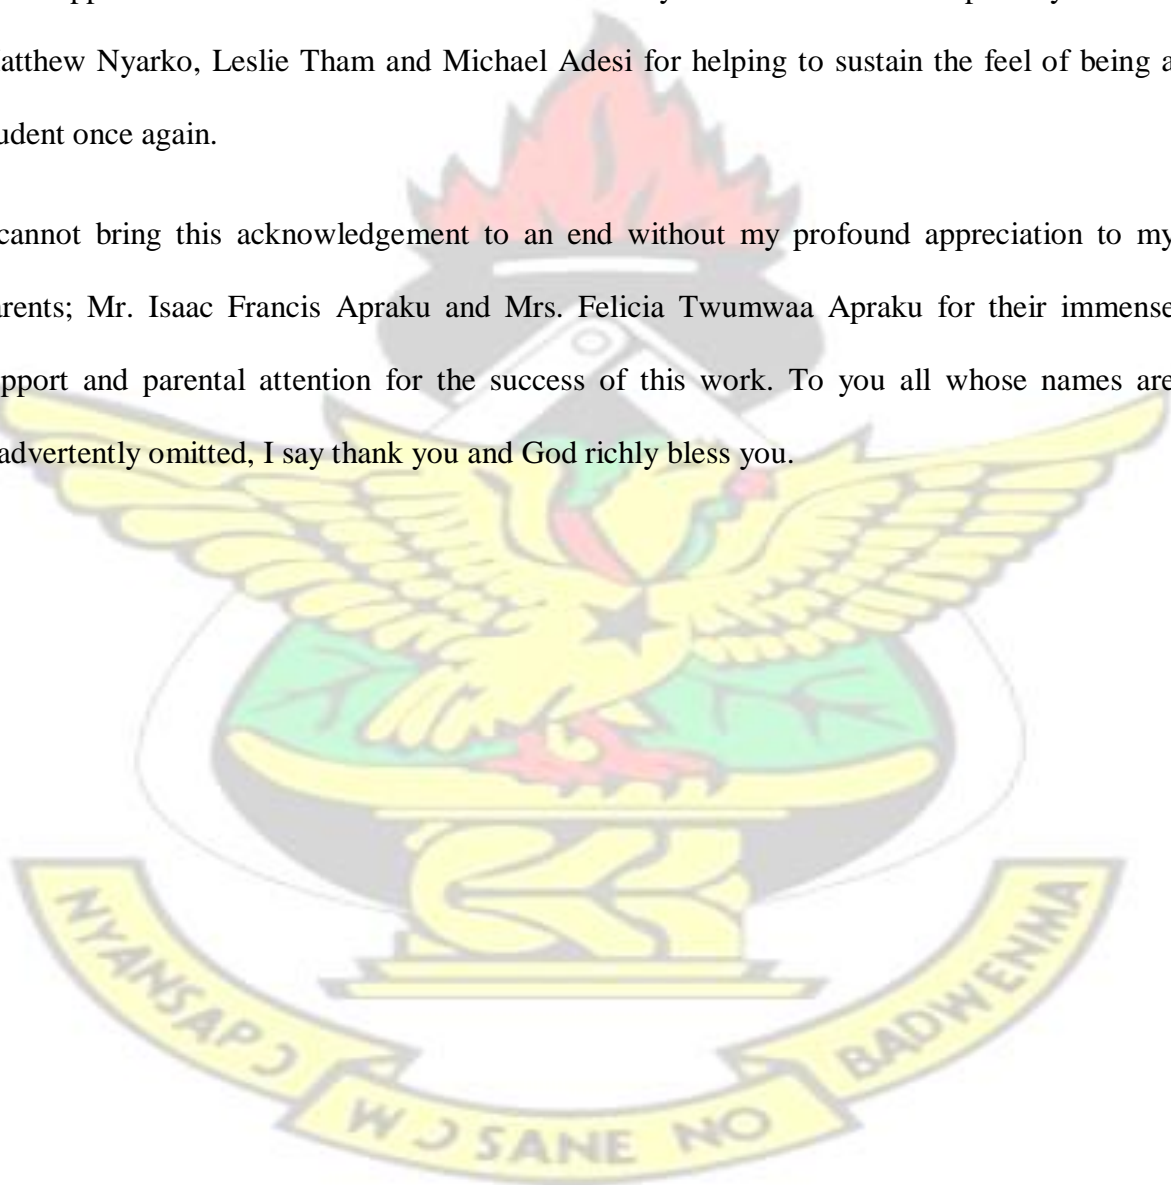 atthew Nyarko, Leslie Tham and Michael Adesi for helping to sustain the feel of being a
udent once again.
cannot bring this acknowledgement to an end without my profound appreciation to my
arents; Mr. Isaac Francis Apraku and Mrs. Felicia Twumwaa Apraku for their immense
pport and parental attention for the success of this work. To you all whose names are
advertently omitted, I say thank you and God richly bless you.
NYANSAPƆ
WƆSANE NO
BADWENMA